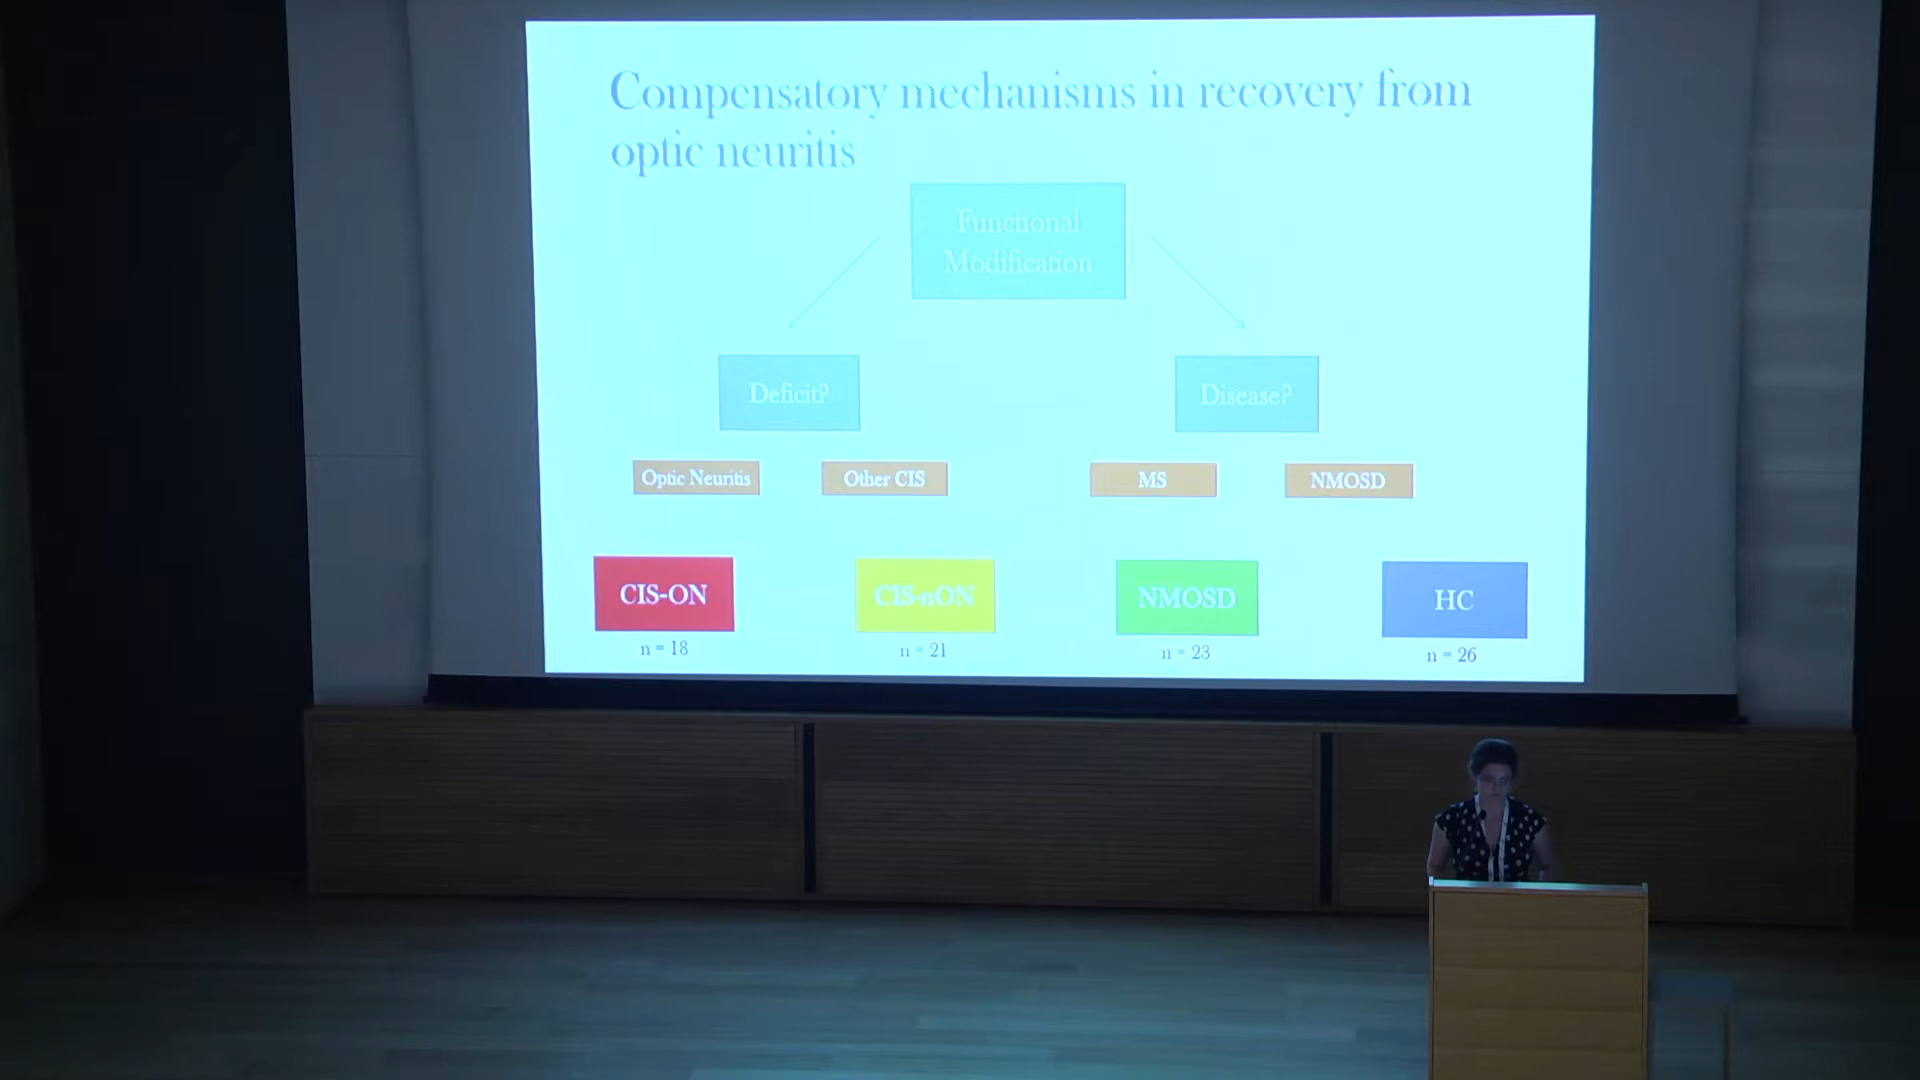 Compensatory mechanisms in recovery from
optic neuritis
Functional
Modification
Deficit?
Disease?
Optic Neuritis
Other CIS
MS
NMOSD
CIS-ON
CIS-nON
NMOSD
HC
n = 18
n = 21
n = 23
n = 26